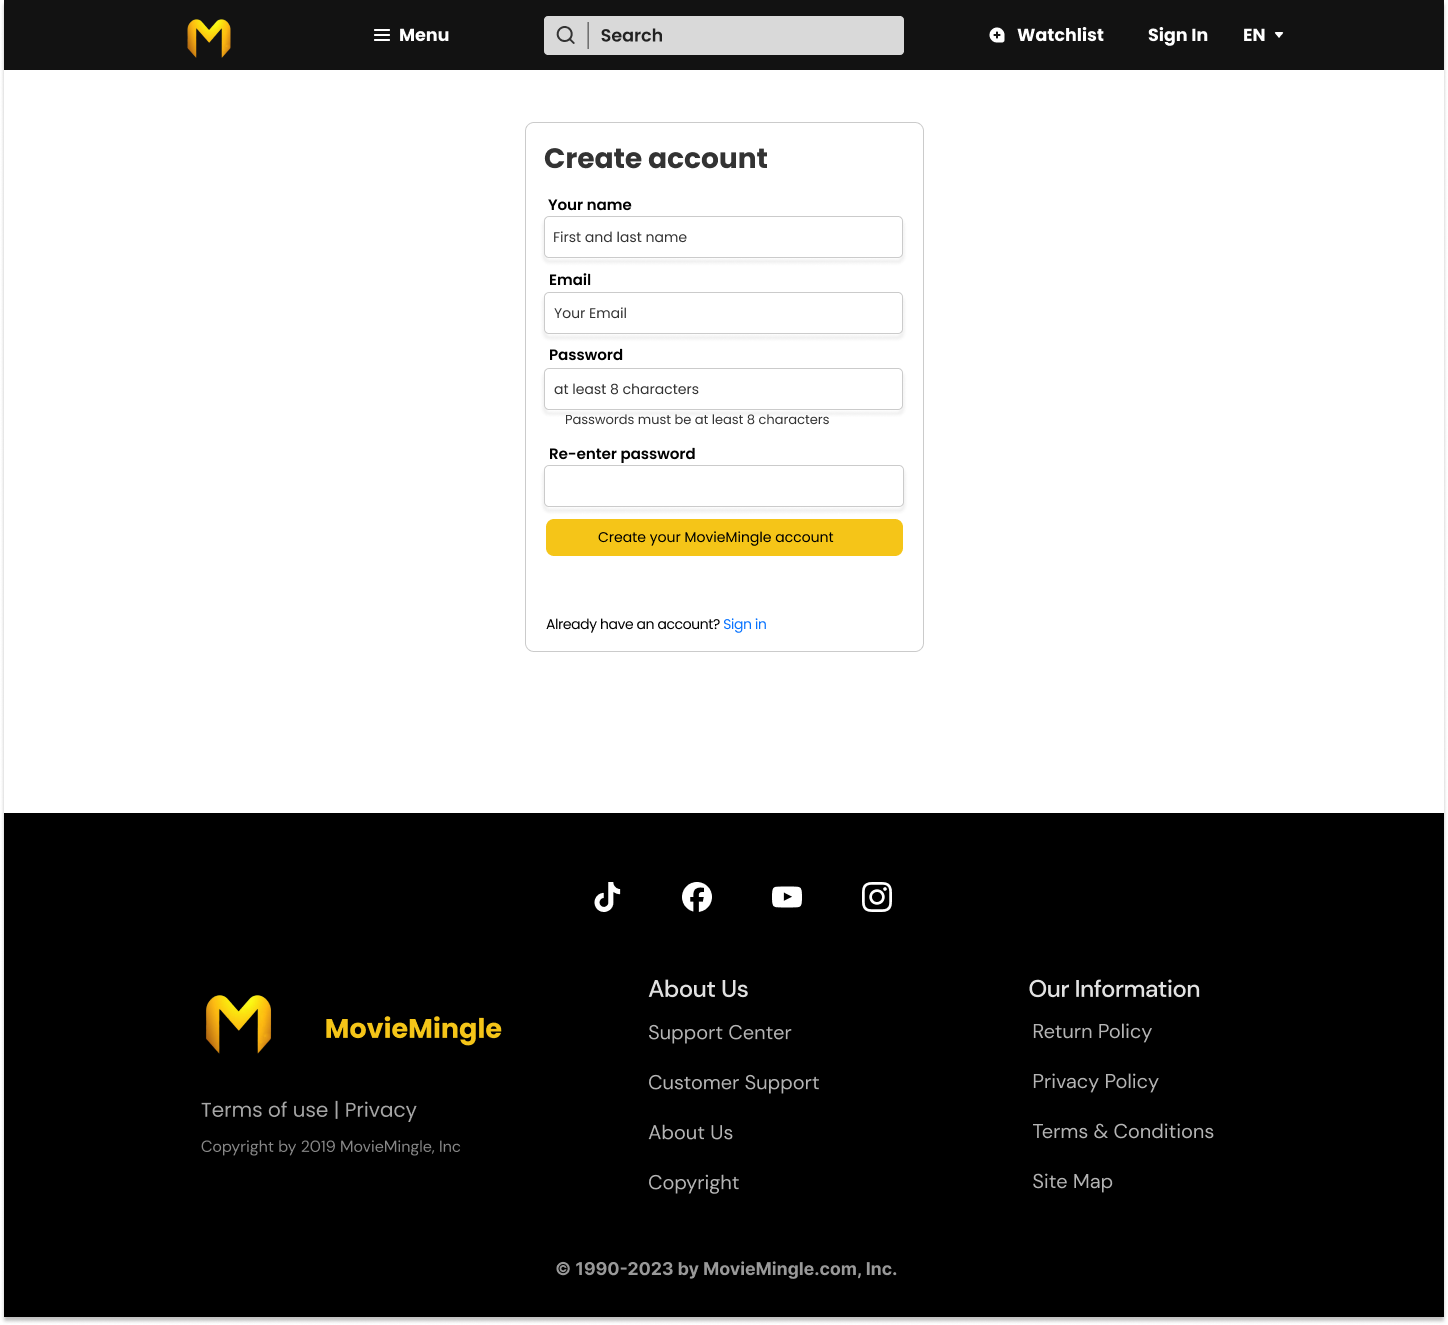 Menu
Search
Watchlist
Sign In
EN
Create account
Your name
First and last name
Email
Your Email
Password
at least 8 characters
Passwords must be at least 8 characters
Re-enter password
Create your MovieMingle account
Already have an account? Sign in
MovieMingle
Terms of use | Privacy
Copyright by 2019 MovieMingle, Inc
About Us
Support Center
Customer Support
About Us
Copyright
Our Information
Return Policy
Privacy Policy
Terms & Conditions
Site Map
© 1990-2023 by MovieMingle.com, Inc.